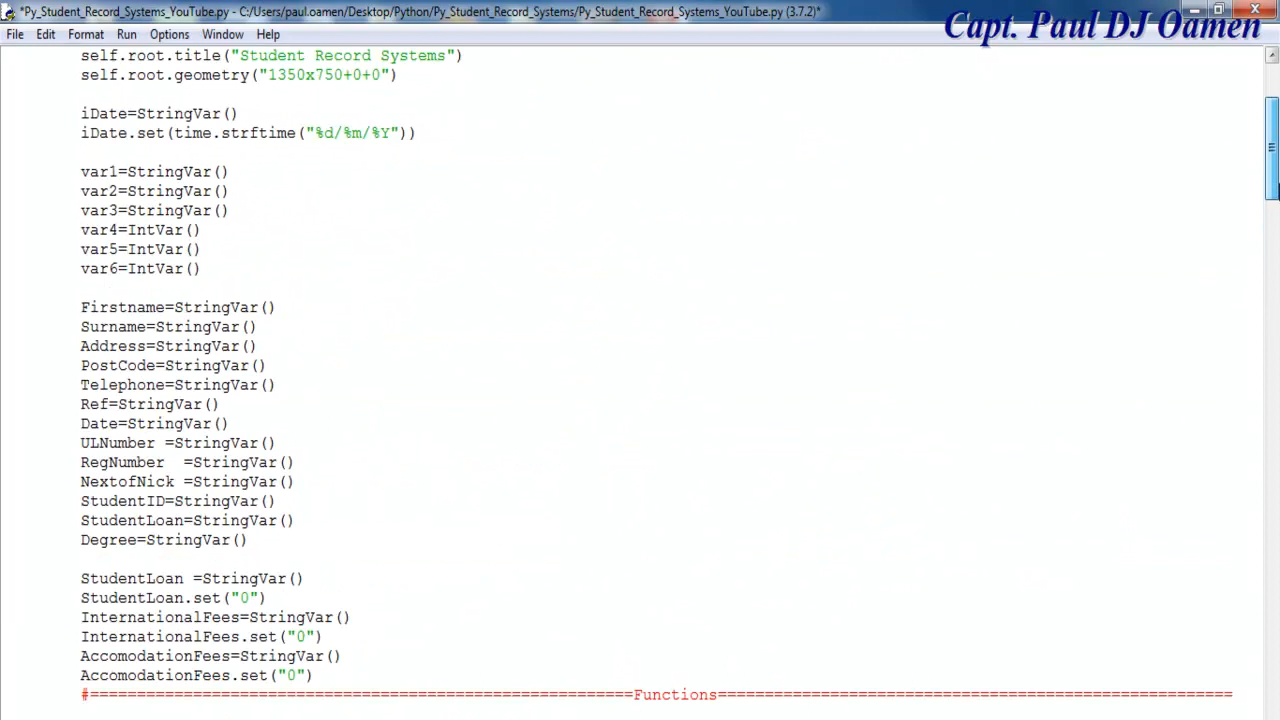 *Py_Student_Record_Systems_YouTube.py - C:/Users/paul.oamen/Desktop/Python/Py_Student_Record_Systems/Py_Student_Record_Systems_YouTube.py (3.7.2)*
Capt. Paul DJ Oamen
File Edit Format Run Options Window Help
self.root.title("Student Record Systems")
self.root.geometry("1350x750+0+0")
iDate=StringVar()
iDate.set(time.strftime("%d/%m/%Y"))
var1=StringVar()
var2=StringVar()
var3=StringVar()
var4=IntVar()
var5=IntVar()
var6=IntVar()
Firstname=StringVar()
Surname=StringVar()
Address=StringVar()
PostCode=StringVar()
Telephone=StringVar()
Ref=StringVar()
Date=StringVar()
ULNumber =StringVar()
RegNumber  =StringVar()
NextofNick =StringVar()
StudentID=StringVar()
StudentLoan=StringVar()
Degree=StringVar()
StudentLoan =StringVar()
StudentLoan.set("0")
InternationalFees=StringVar()
InternationalFees.set("0")
AccomodationFees=StringVar()
AccomodationFees.set("0")
#==========================================================Functions=======================================================